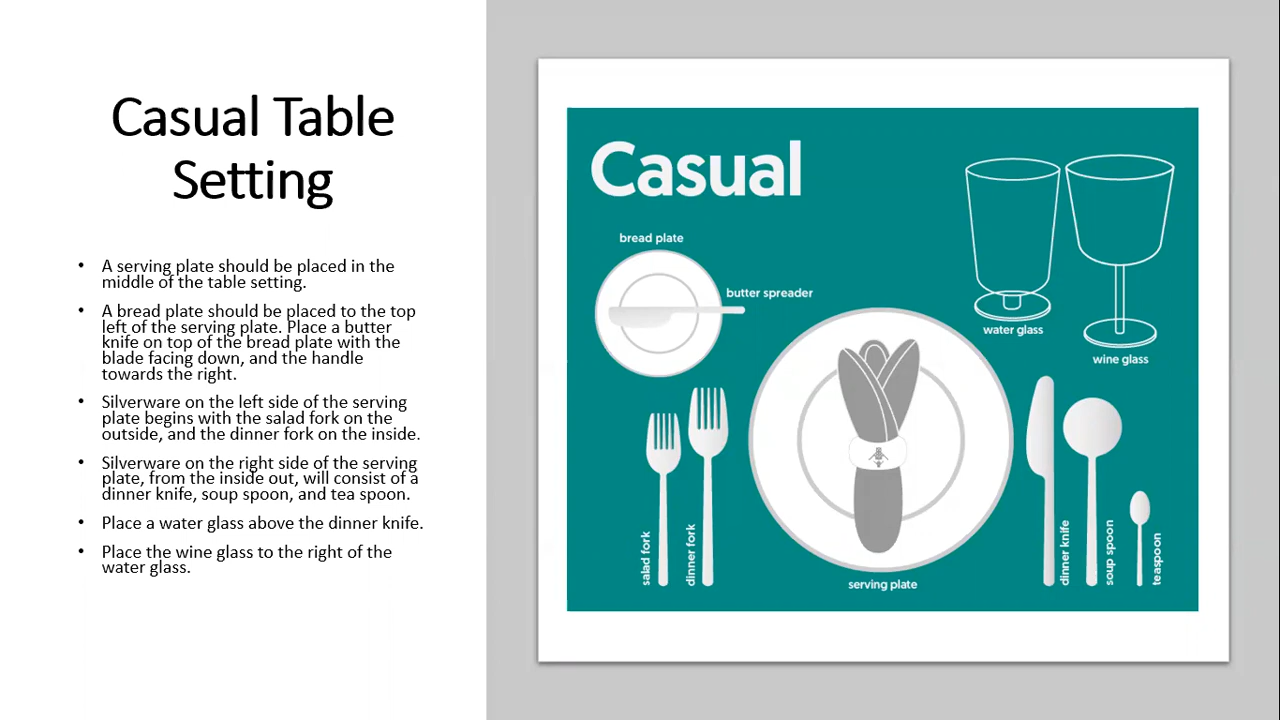 Casual Table
Setting
• A serving plate should be placed in the
middle of the table setting.
• A bread plate should be placed to the top
left of the serving plate. Place a butter
knife on top of the bread plate with the
blade facing down, and the handle
towards the right.
• Silverware on the left side of the serving
plate begins with the salad fork on the
outside, and the dinner fork on the inside.
• Silverware on the right side of the serving
plate, from the inside out, will consist of a
dinner knife, soup spoon, and tea spoon.
• Place a water glass above the dinner knife.
• Place the wine glass to the right of the
water glass.
Casual
bread plate
butter spreader
water glass
wine glass
salad fork
dinner fork
serving plate
dinner knife
soup spoon
teaspoon